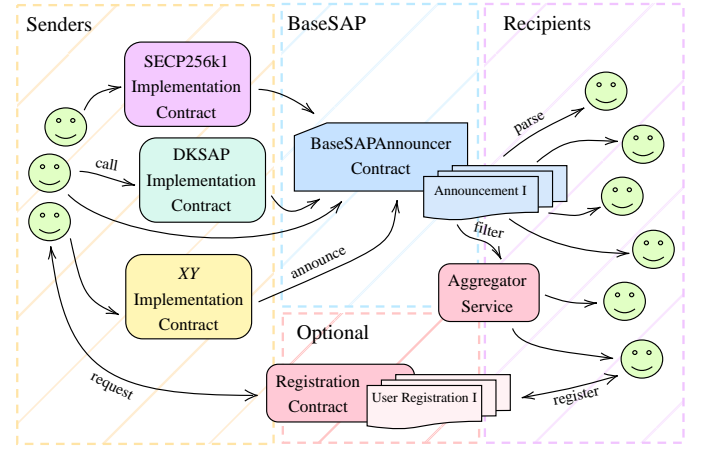 Senders
BaseSAP
Recipients
SECP256k1
Implementation
Contract
call
DKSAP
Implementation
Contract
XY
Implementation
Contract
announce
BaseSAPAnnouncer
Contract
Announcement I
parse
filter
Aggregator
Service
Optional
request
Registration
Contract
User Registration I
register